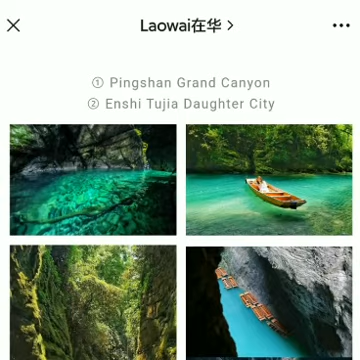 Laowai在华
① Pingshan Grand Canyon
② Enshi Tujia Daughter City